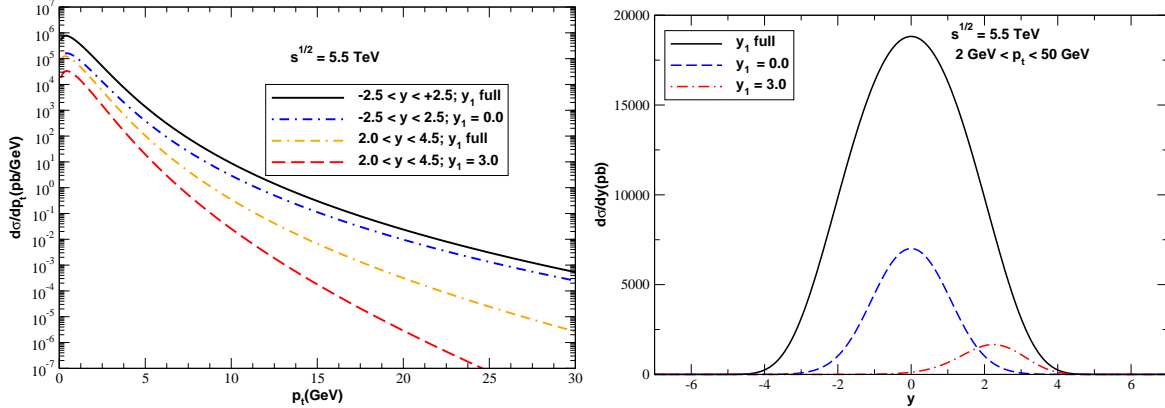 10^7
10^6
10^5
10^4
10^3
10^2
10^1
10^0
10^-1
10^-2
10^-3
10^-4
10^-5
10^-6
10^-7
dσ/dp_t(pb/GeV)
s^1/2 = 5.5 TeV
-2.5 < y < +2.5; y_1 full
-2.5 < y < 2.5; y_1 = 0.0
2.0 < y < 4.5; y_1 full
2.0 < y < 4.5; y_1 = 3.0
0 5 10 15 20 25 30
p_t(GeV)
20000
15000
10000
5000
0
dσ/dy(pb)
y_1 full
y_1 = 0.0
y_1 = 3.0
s^1/2 = 5.5 TeV
2 GeV < p_t < 50 GeV
-6 -4 -2 0 2 4 6
y